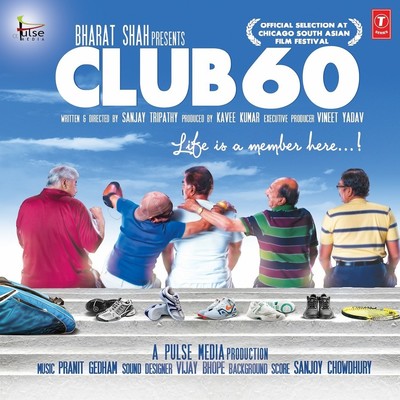 Pulse
MEDIA
BHARAT SHAH PRESENTS
CLUB 60
OFFICIAL SELECTION AT
CHICAGO SOUTH ASIAN
FILM FESTIVAL
T
WRITTEN & DIRECTED BY SANJAY TRIPATHY PRODUCED BY KAVEE KUMAR EXECUTIVE PRODUCER VINEET YADAV
Life is a member here...!
A PULSE MEDIA PRODUCTION
MUSIC PRANIT GEDHAM SOUND DESIGNER VIJAY BHOPE BACKGROUND SCORE SANJOY CHOWDHURY